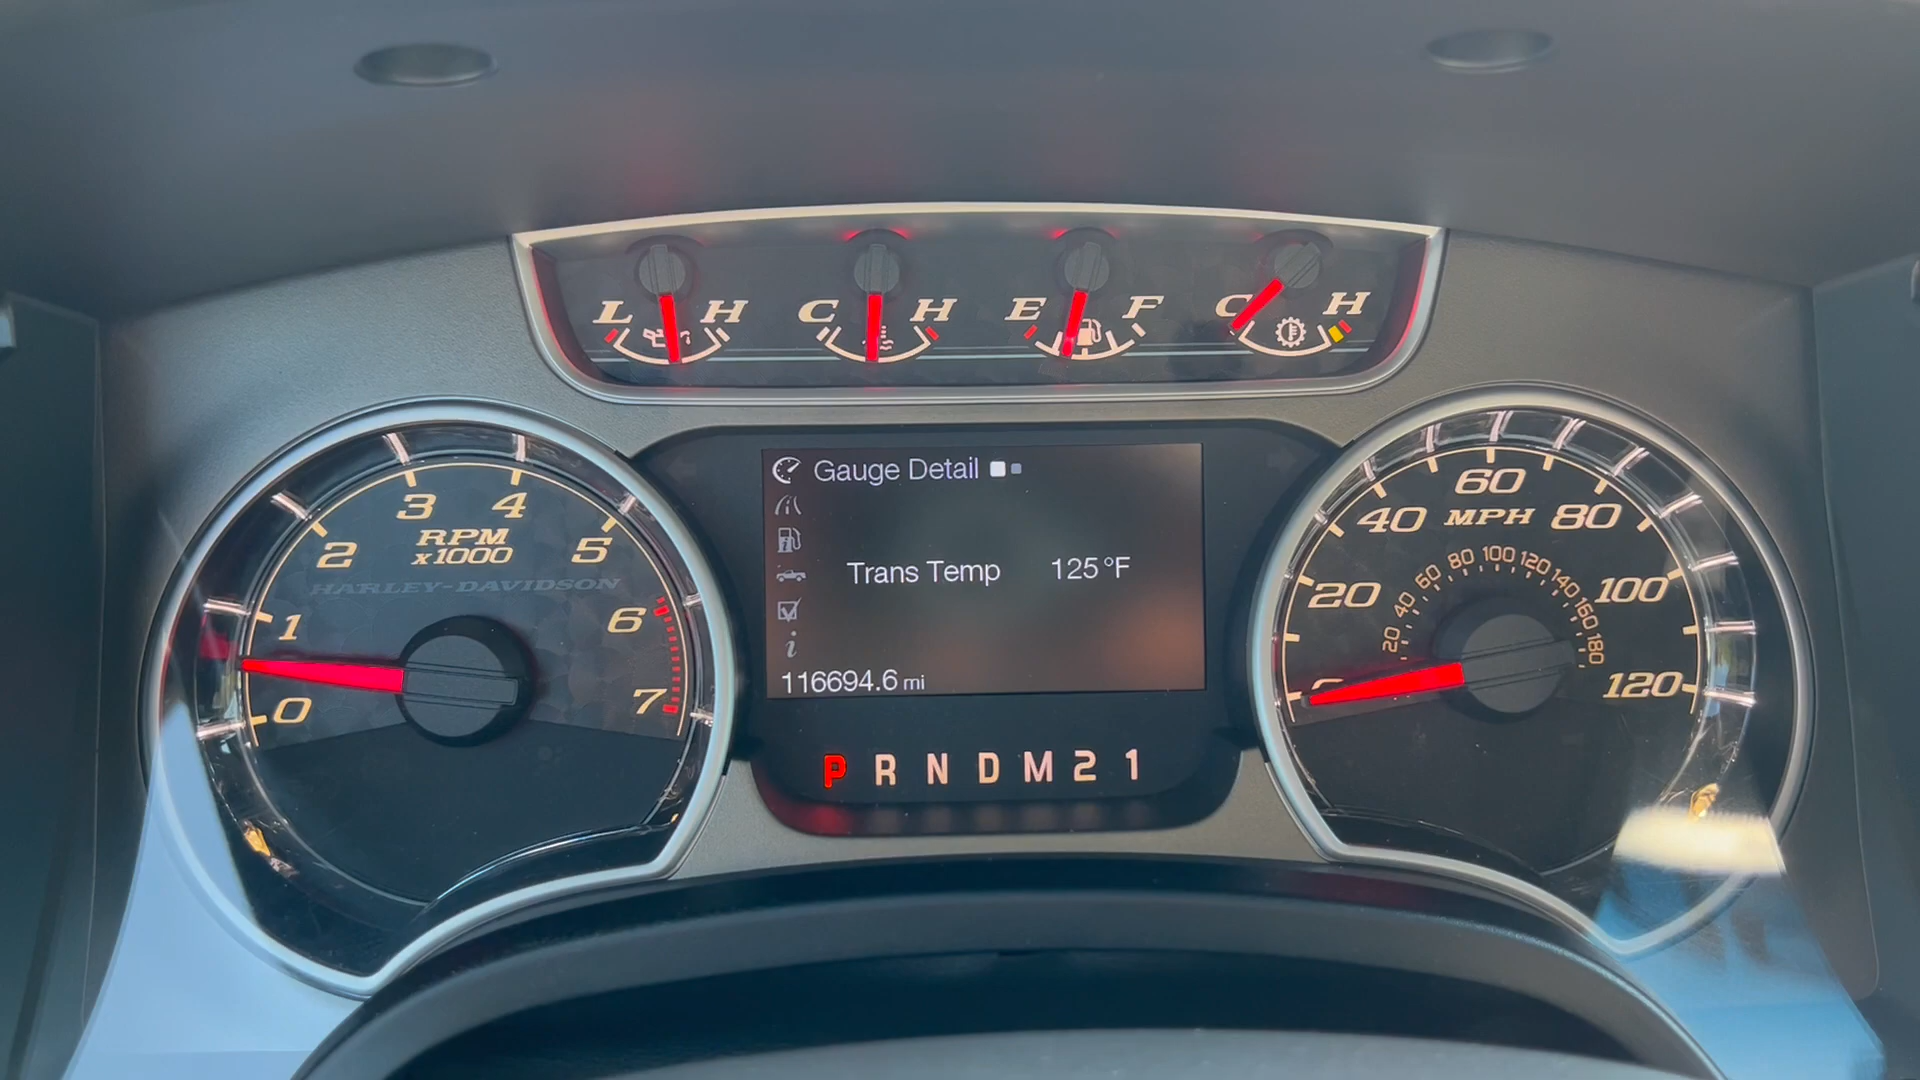 L H C H E F C H
Gauge Detail
Trans Temp 125°F
116694.6 mi
P R N D M 2 1
0 1 2 3 4 5 6 7
RPM
x1000
HARLEY-DAVIDSON
20 40 60 80 100 120
MPH
20 40 60 80 100 120 140 160 180